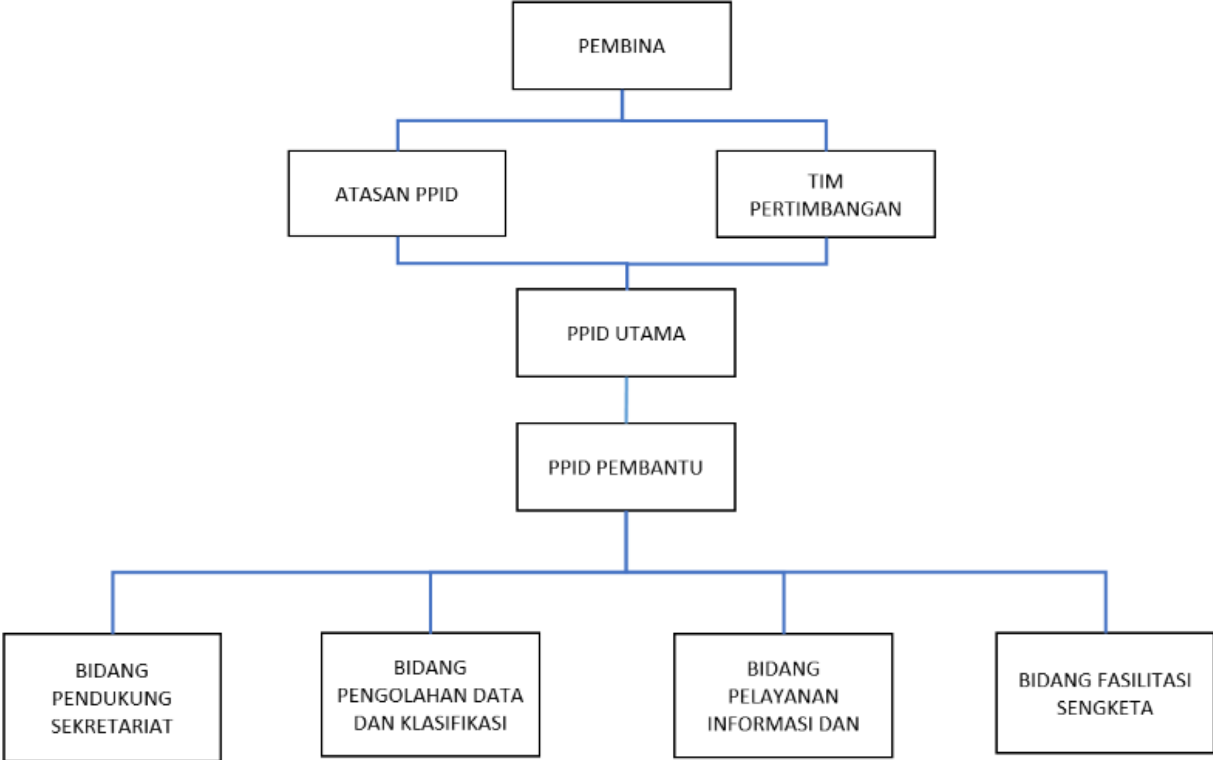 PEMBINA
ATASAN PPID
TIM
PERTIMBANGAN
PPID UTAMA
PPID PEMBANTU
BIDANG
PENDUKUNG
SEKRETARIAT
BIDANG
PENGOLAHAN DATA
DAN KLASIFIKASI
BIDANG
PELAYANAN
INFORMASI DAN
BIDANG FASILITASI
SENGKETA